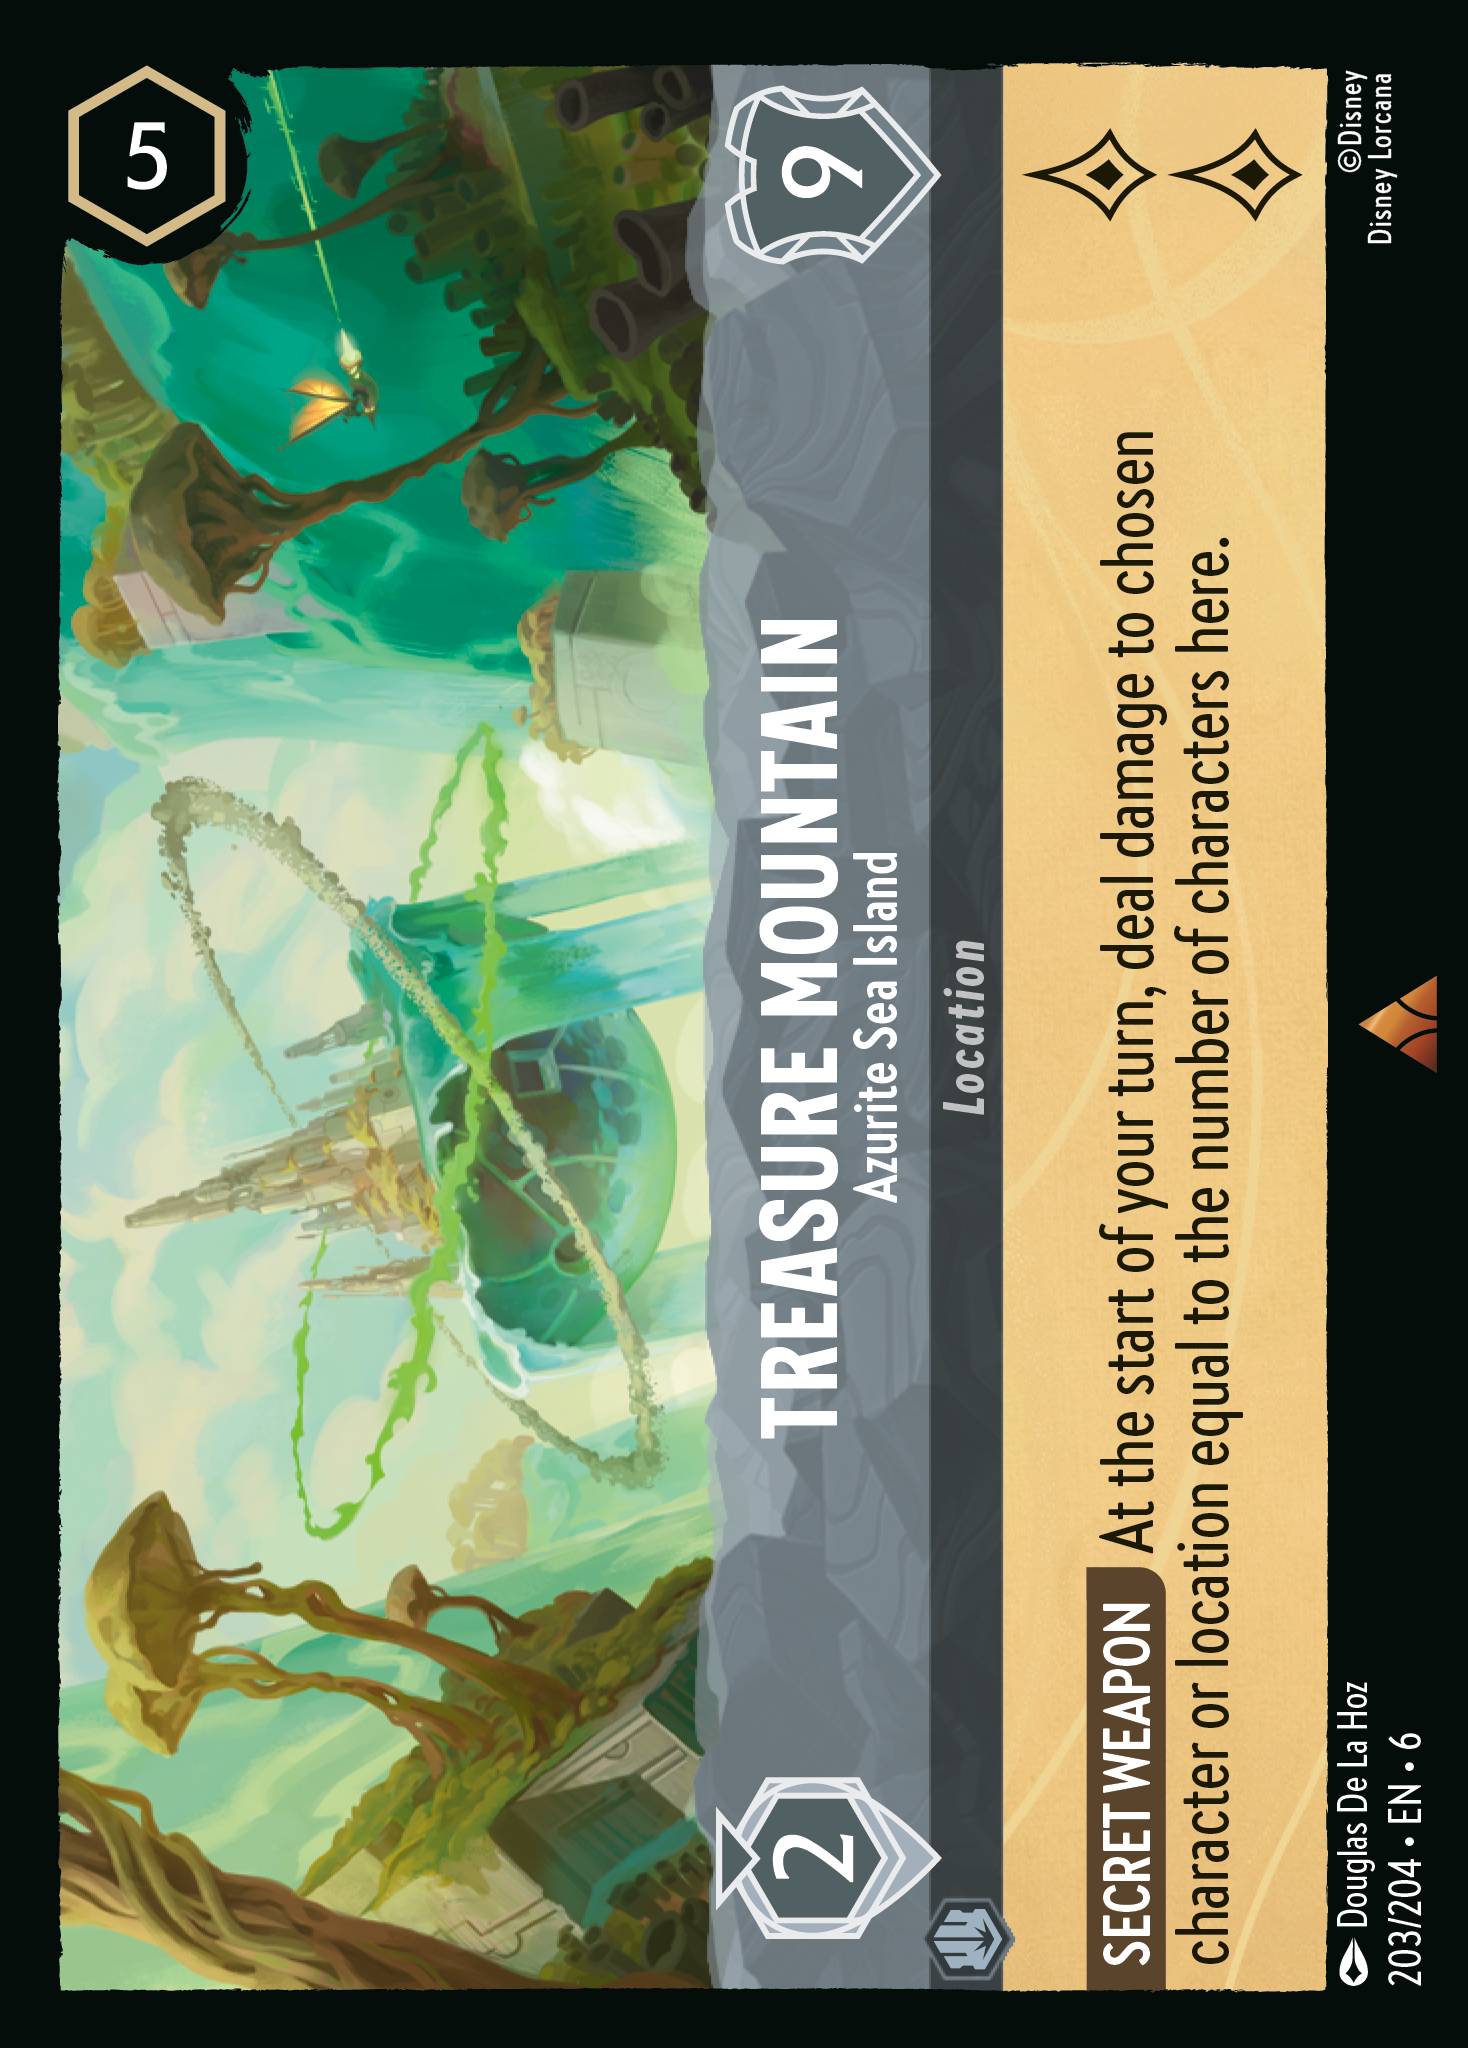 5
2
TREASURE MOUNTAIN
Azurite Sea Island
9
Location
SECRET WEAPON At the start of your turn, deal damage to chosen
character or location equal to the number of characters here.
Douglas De La Hoz
203/204 • EN • 6
©Disney
Disney Lorcana